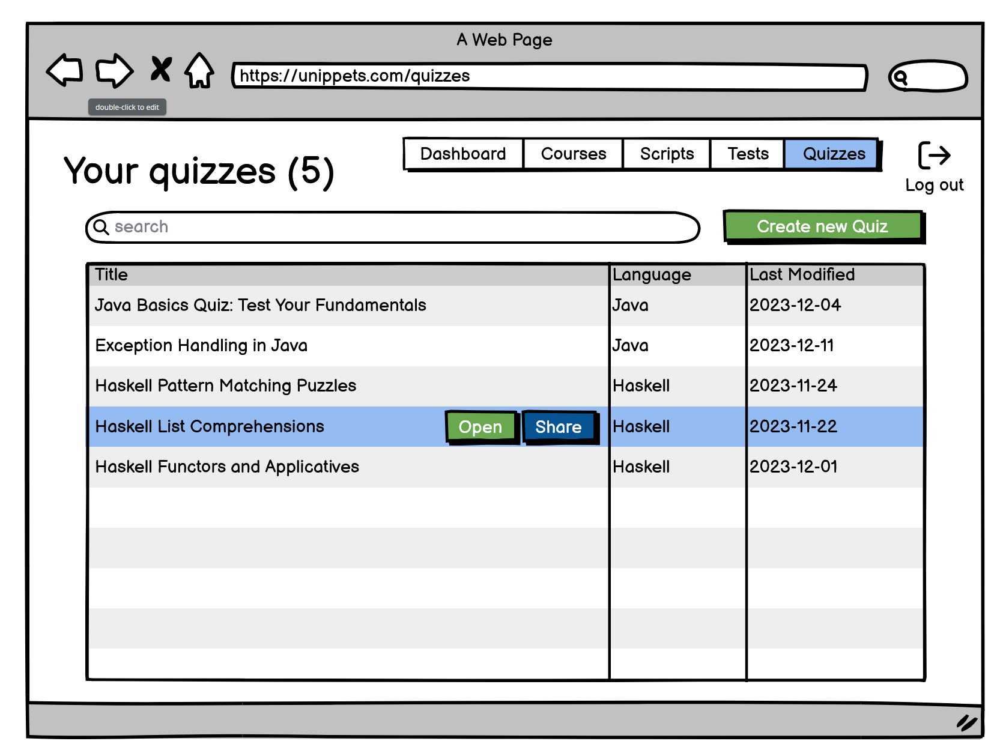 A Web Page
https://unippets.com/quizzes
double-click to edit
Dashboard Courses Scripts Tests Quizzes
Your quizzes (5)
Log out
search
Create new Quiz
Title Language Last Modified
Java Basics Quiz: Test Your Fundamentals Java 2023-12-04
Exception Handling in Java Java 2023-12-11
Haskell Pattern Matching Puzzles Haskell 2023-11-24
Haskell List Comprehensions Open Share Haskell 2023-11-22
Haskell Functors and Applicatives Haskell 2023-12-01